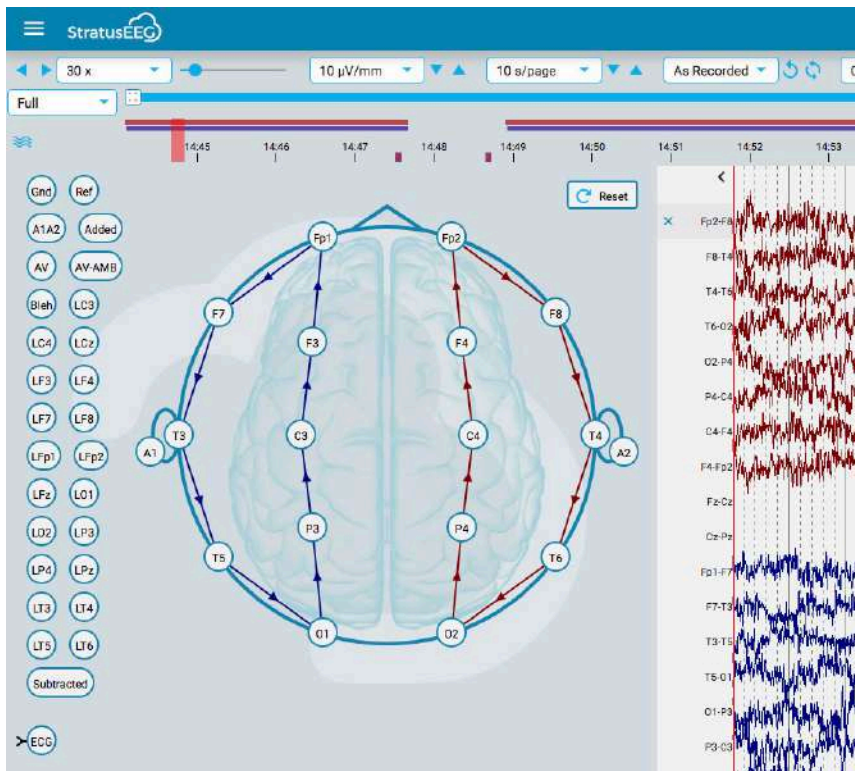 StratusEEG
30 x
10 µV/mm
10 s/page
As Recorded
Full
14:45 14:46 14:47 14:48 14:49 14:50 14:51 14:52 14:53
Reset
Gnd Ref
A1A2 Added
AV AV-AMB
Bleh LC3
LC4 LCz
LF3 LF4
LF7 LF8
LFp1 LFp2
LFz LO1
LO2 LP3
LP4 LPz
LT3 LT4
LT5 LT6
Subtracted
ECG
Fp1 Fp2
F7 F8
F3 F4
A1 T3 C3 C4 T4 A2
P3 P4
T5 T6
O1 O2
Fp2-F8
F8-T4
T4-T5
T6-O2
O2-P4
P4-C4
C4-F4
F4-Fp2
Fz-Cz
Cz-Pz
Fp1-F7
F7-T3
T3-T5
T5-O1
O1-P3
P3-C3